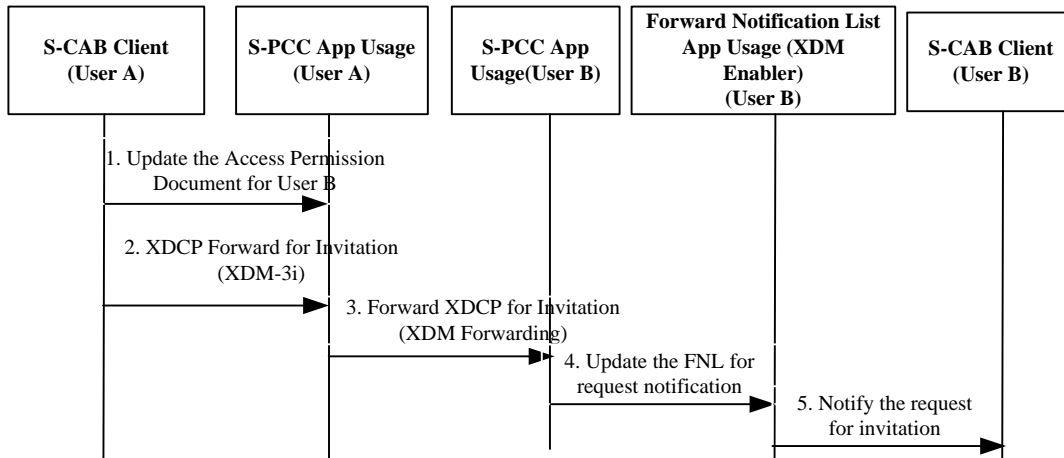 S-CAB Client
(User A)
S-PCC App Usage
(User A)
S-PCC App
Usage(User B)
Forward Notification List
App Usage (XDM
Enabler)
(User B)
S-CAB Client
(User B)
1. Update the Access Permission
Document for User B
2. XDCP Forward for Invitation
(XDM-3i)
3. Forward XDCP for Invitation
(XDM Forwarding)
4. Update the FNL for
request notification
5. Notify the request
for invitation